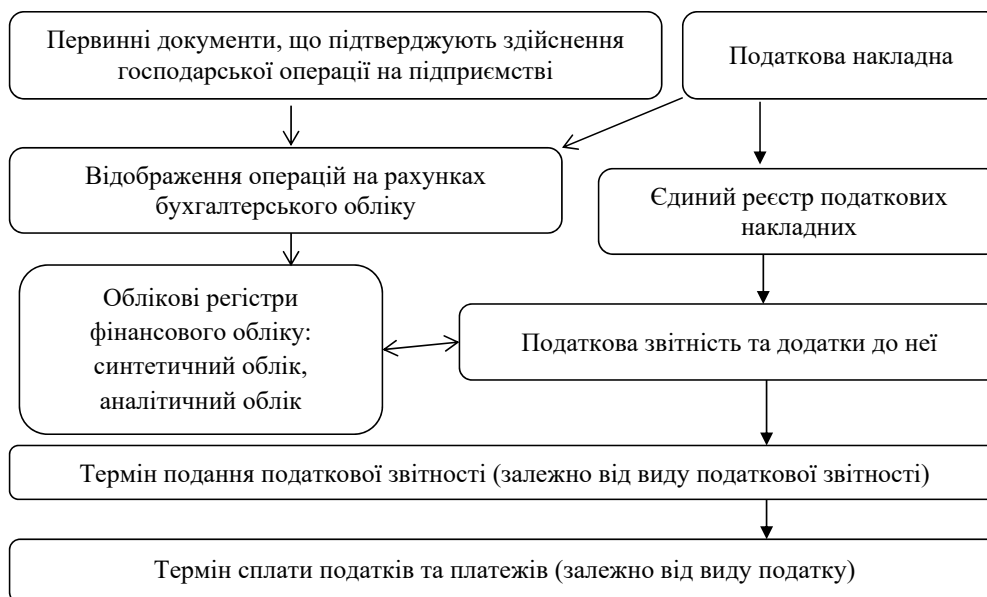 Первинні документи, що підтверджують здійснення
господарської операції на підприємстві
Податкова накладна
Відображення операцій на рахунках
бухгалтерського обліку
Єдиний реєстр податкових
накладних
Облікові регістри
фінансового обліку:
синтетичний облік,
аналітичний облік
Податкова звітність та додатки до неї
Термін подання податкової звітності (залежно від виду податкової звітності)
Термін сплати податків та платежів (залежно від виду податку)